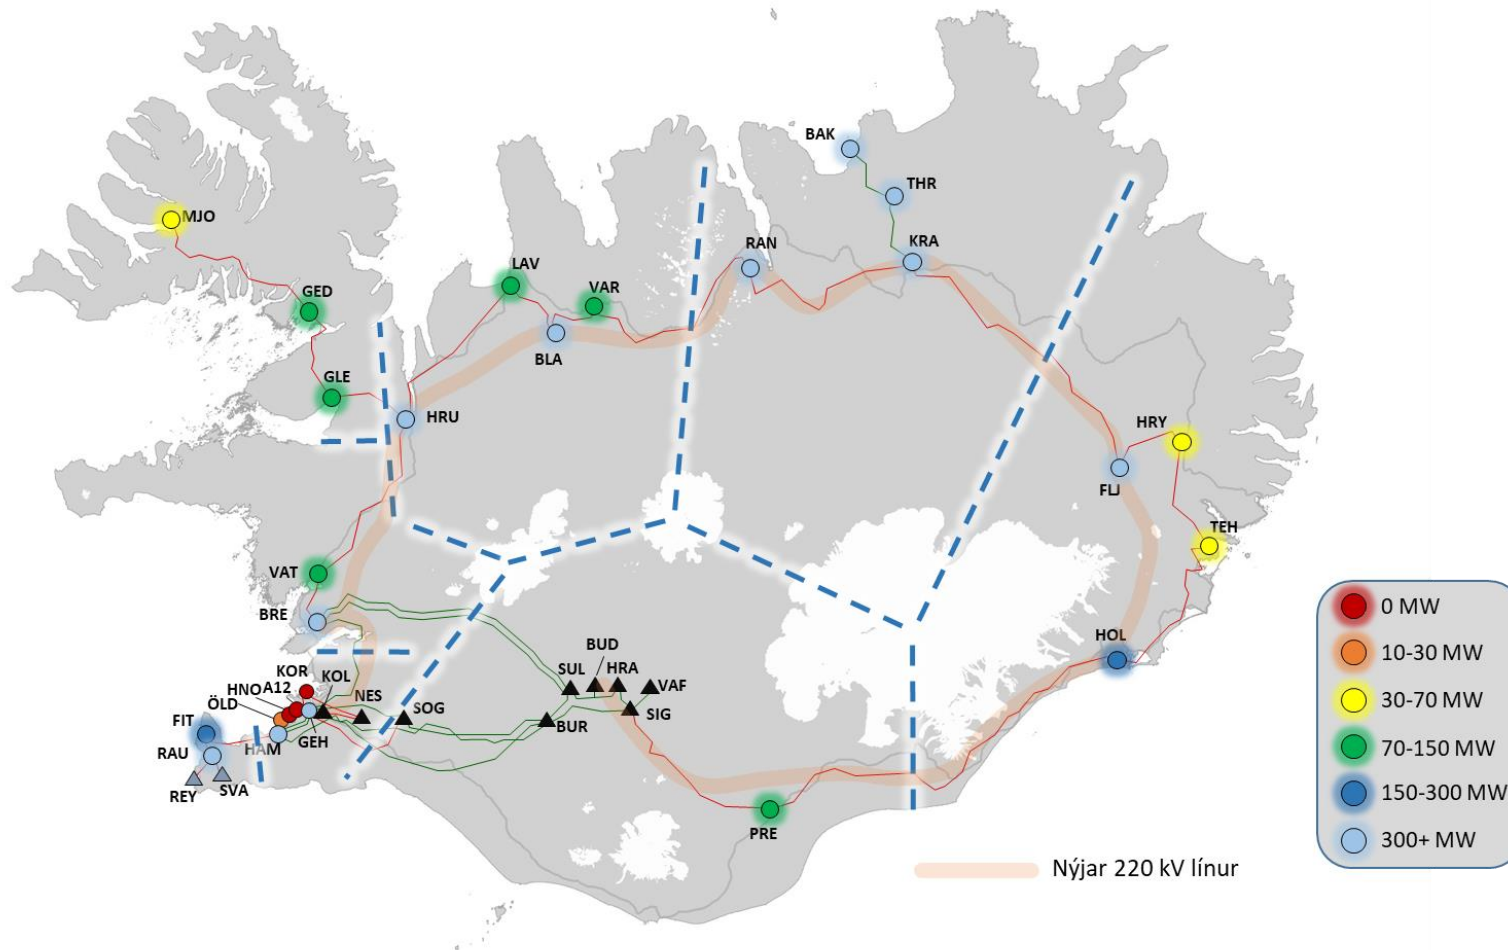 BAK
THR
MJO
KRA
RAN
LAV
GED
VAR
BLA
GLE
HRU
HRY
FLJ
TEH
VAT
BRE
HOL
BUD
SUL
HRA
VAF
KOR
KOL
HNO
A12
NES
ÖLD
SOG
SIG
FIT
BUR
GEH
HAM
RAU
SVA
REY
PRE
0 MW
10-30 MW
30-70 MW
70-150 MW
150-300 MW
300+ MW
Nýjar 220 kV línur